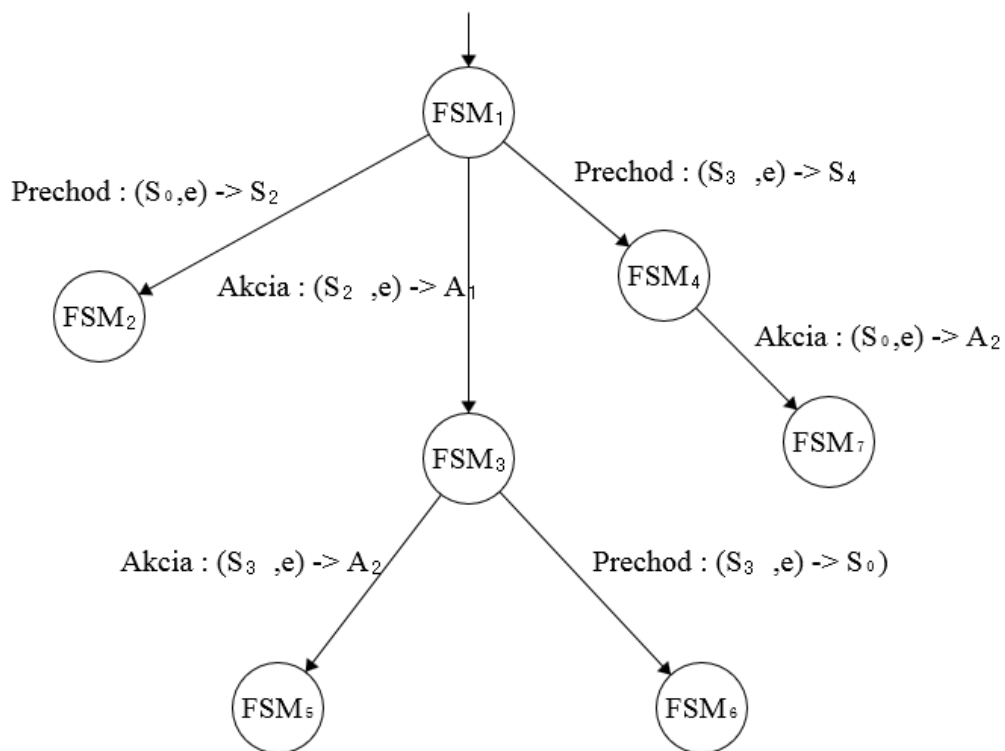 FSM₁
Prechod : (S₀,e) -> S₂
Prechod : (S₃ ,e) -> S₄
Akcia : (S₂ ,e) -> A₁
FSM₄
FSM₂
Akcia : (S₀,e) -> A₂
FSM₇
FSM₃
Akcia : (S₃ ,e) -> A₂
Prechod : (S₃ ,e) -> S₀)
FSM₅
FSM₆